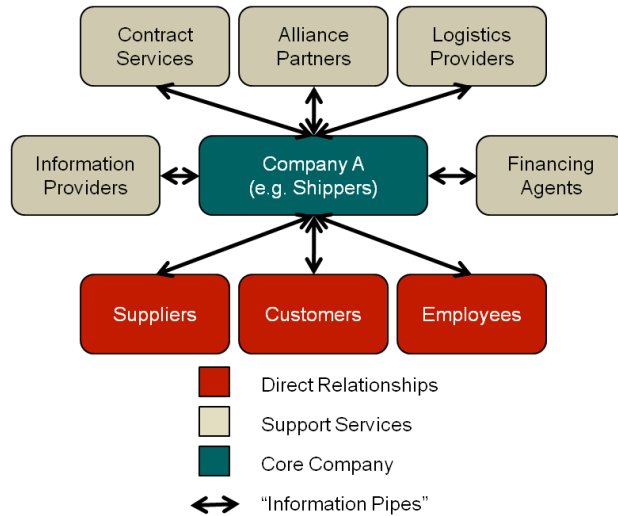 Contract
Services
Alliance
Partners
Logistics
Providers
Information
Providers
Company A
(e.g. Shippers)
Financing
Agents
Suppliers
Customers
Employees
Direct Relationships
Support Services
Core Company
“Information Pipes”